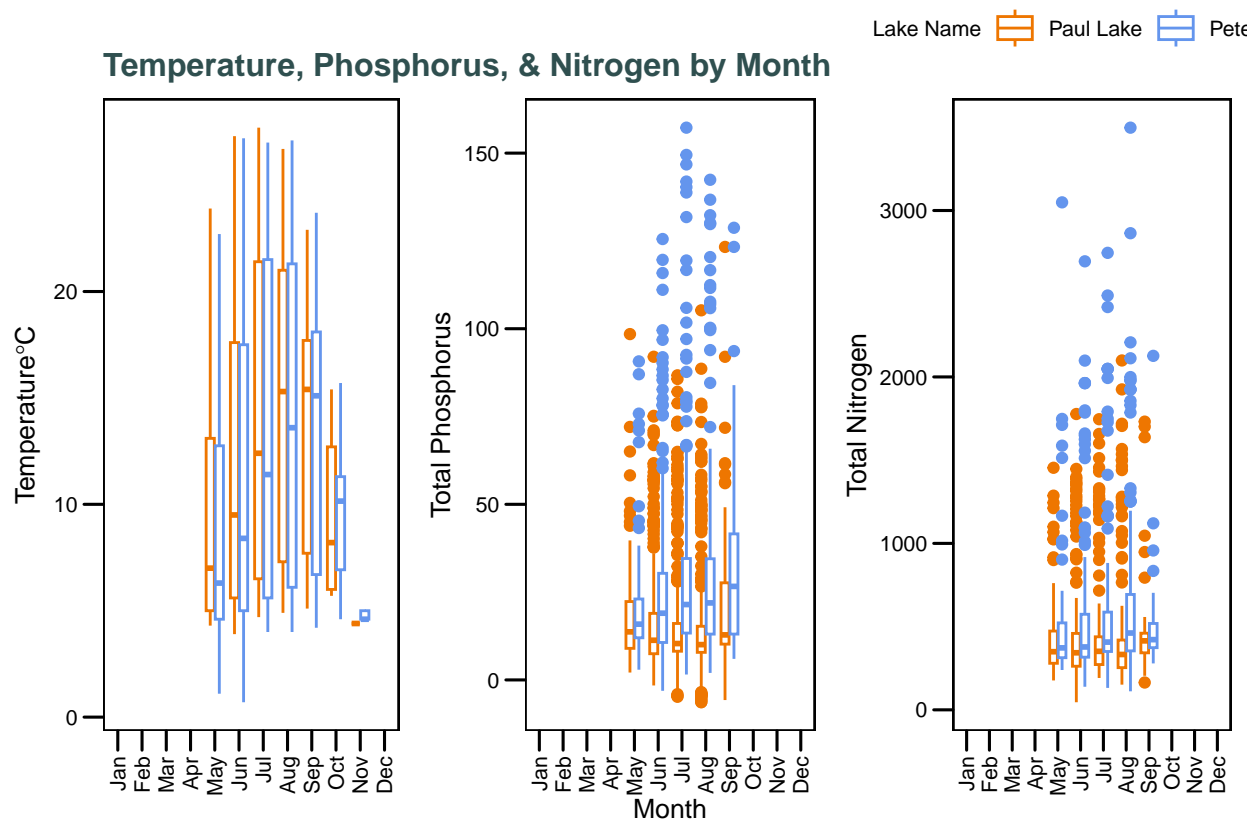 Lake Name Paul Lake Pete
Temperature, Phosphorus, & Nitrogen by Month
Temperature°C
20
10
0
Jan Feb Mar Apr May Jun Jul Aug Sep Oct Nov Dec
Total Phosphorus
150
100
50
0
Jan Feb Mar Apr May Jun Jul Aug Sep Oct Nov Dec
Month
Total Nitrogen
3000
2000
1000
0
Jan Feb Mar Apr May Jun Jul Aug Sep Oct Nov Dec